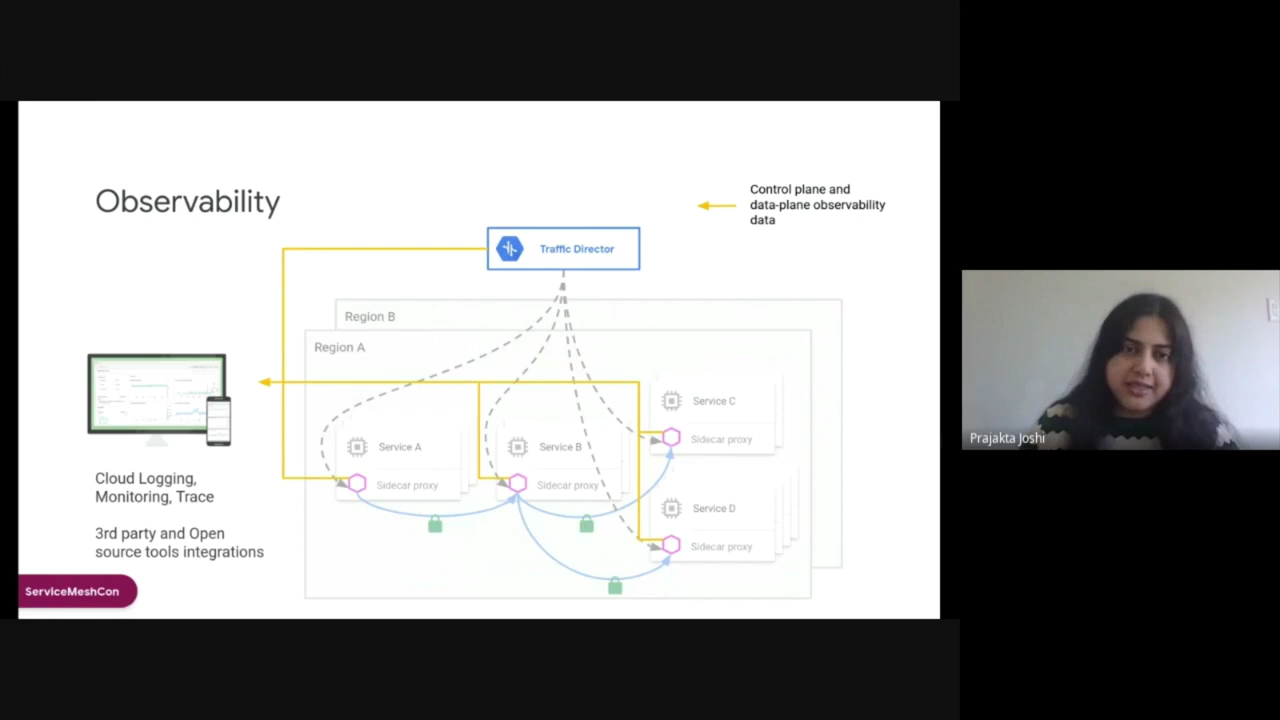 Observability
Control plane and
data-plane observability
data
Traffic Director
Region B
Region A
Service C
Sidecar proxy
Service A
Sidecar proxy
Service B
Sidecar proxy
Service D
Sidecar proxy
Cloud Logging,
Monitoring, Trace
3rd party and Open
source tools integrations
ServiceMeshCon
Prajakta Joshi